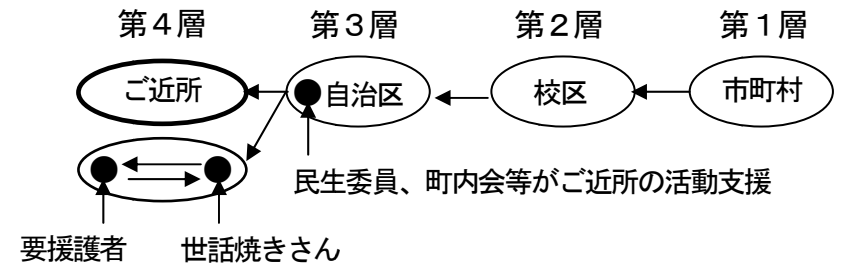 第４層 第３層 第２層 第１層
ご近所 自治区 校区 市町村
民生委員、町内会等がご近所の活動支援
要援護者 世話焼きさん